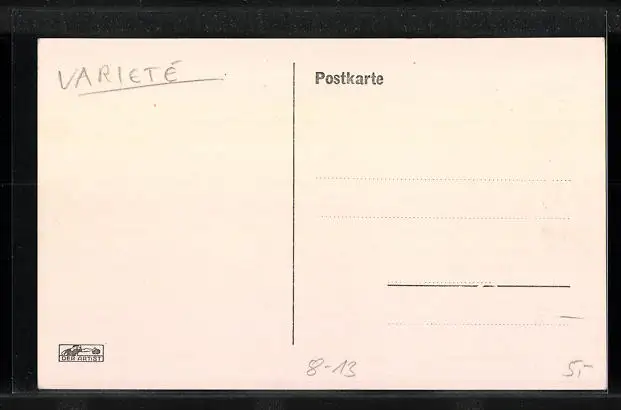 VARIETÉ
Postkarte
DER ARTIST
8-13
5,-